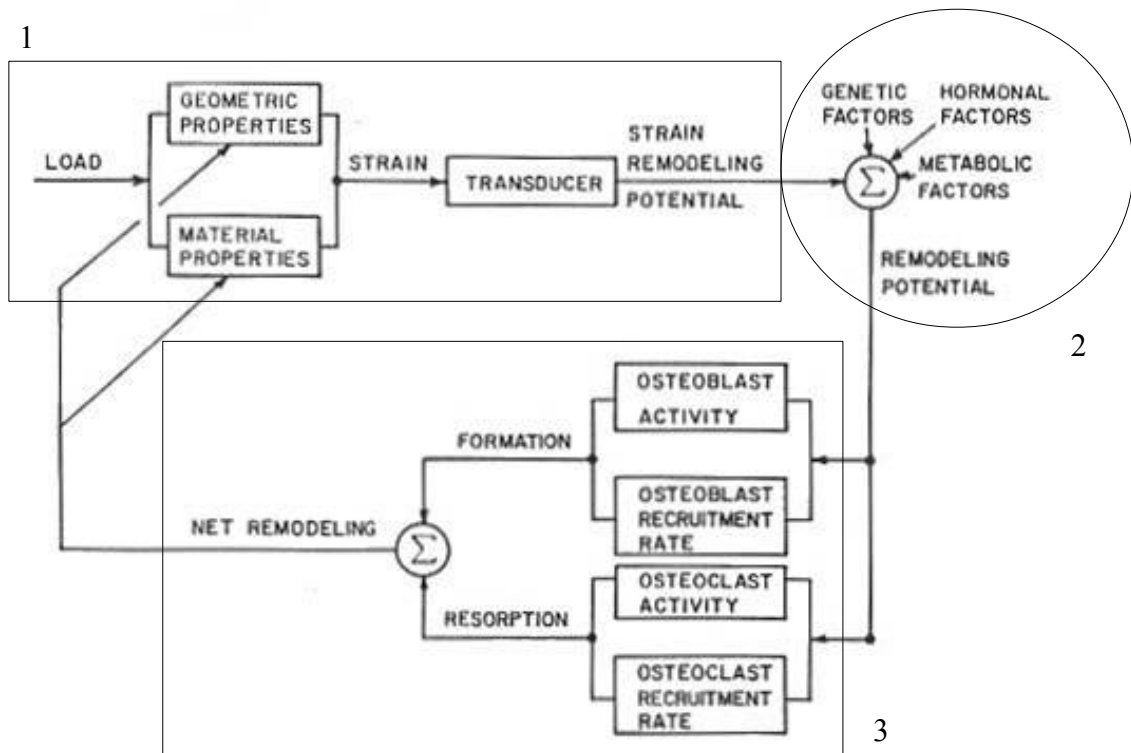 1
GEOMETRIC
PROPERTIES
LOAD
MATERIAL
PROPERTIES
STRAIN
TRANSDUCER
STRAIN
REMODELING
POTENTIAL
GENETIC
FACTORS
HORMONAL
FACTORS
METABOLIC
FACTORS
Σ
REMODELING
POTENTIAL
2
OSTEOBLAST
ACTIVITY
FORMATION
OSTEOBLAST
RECRUITMENT
RATE
NET REMODELING
Σ
OSTEOCLAST
ACTIVITY
RESORPTION
OSTEOCLAST
RECRUITMENT
RATE
3